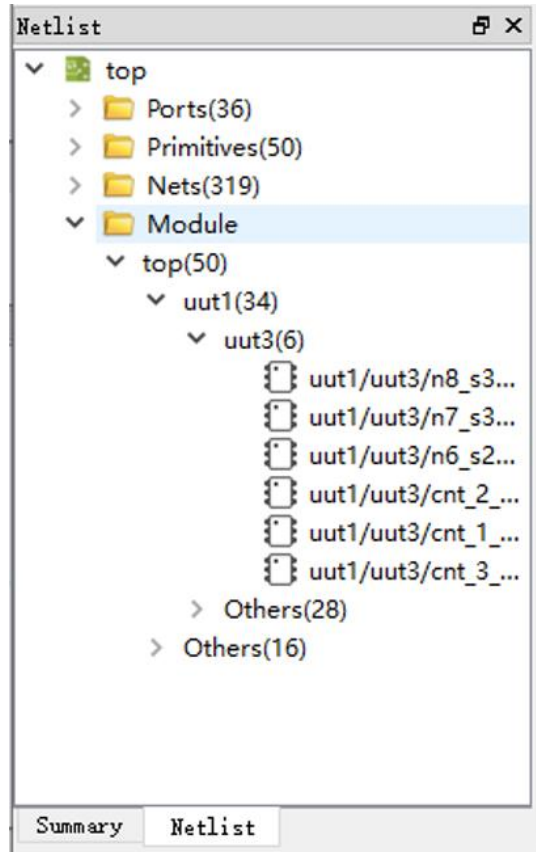 Netlist
top
Ports(36)
Primitives(50)
Nets(319)
Module
top(50)
uut1(34)
uut3(6)
uut1/uut3/n8_s3...
uut1/uut3/n7_s3...
uut1/uut3/n6_s2...
uut1/uut3/cnt_2_...
uut1/uut3/cnt_1_...
uut1/uut3/cnt_3_...
Others(28)
Others(16)
Summary Netlist